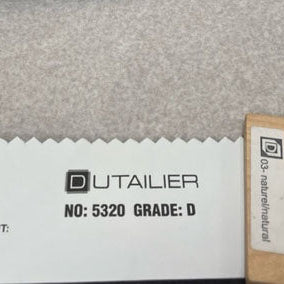 DUTAILIER
NO: 5320 GRADE: D
T:
D
03- naturel/natural